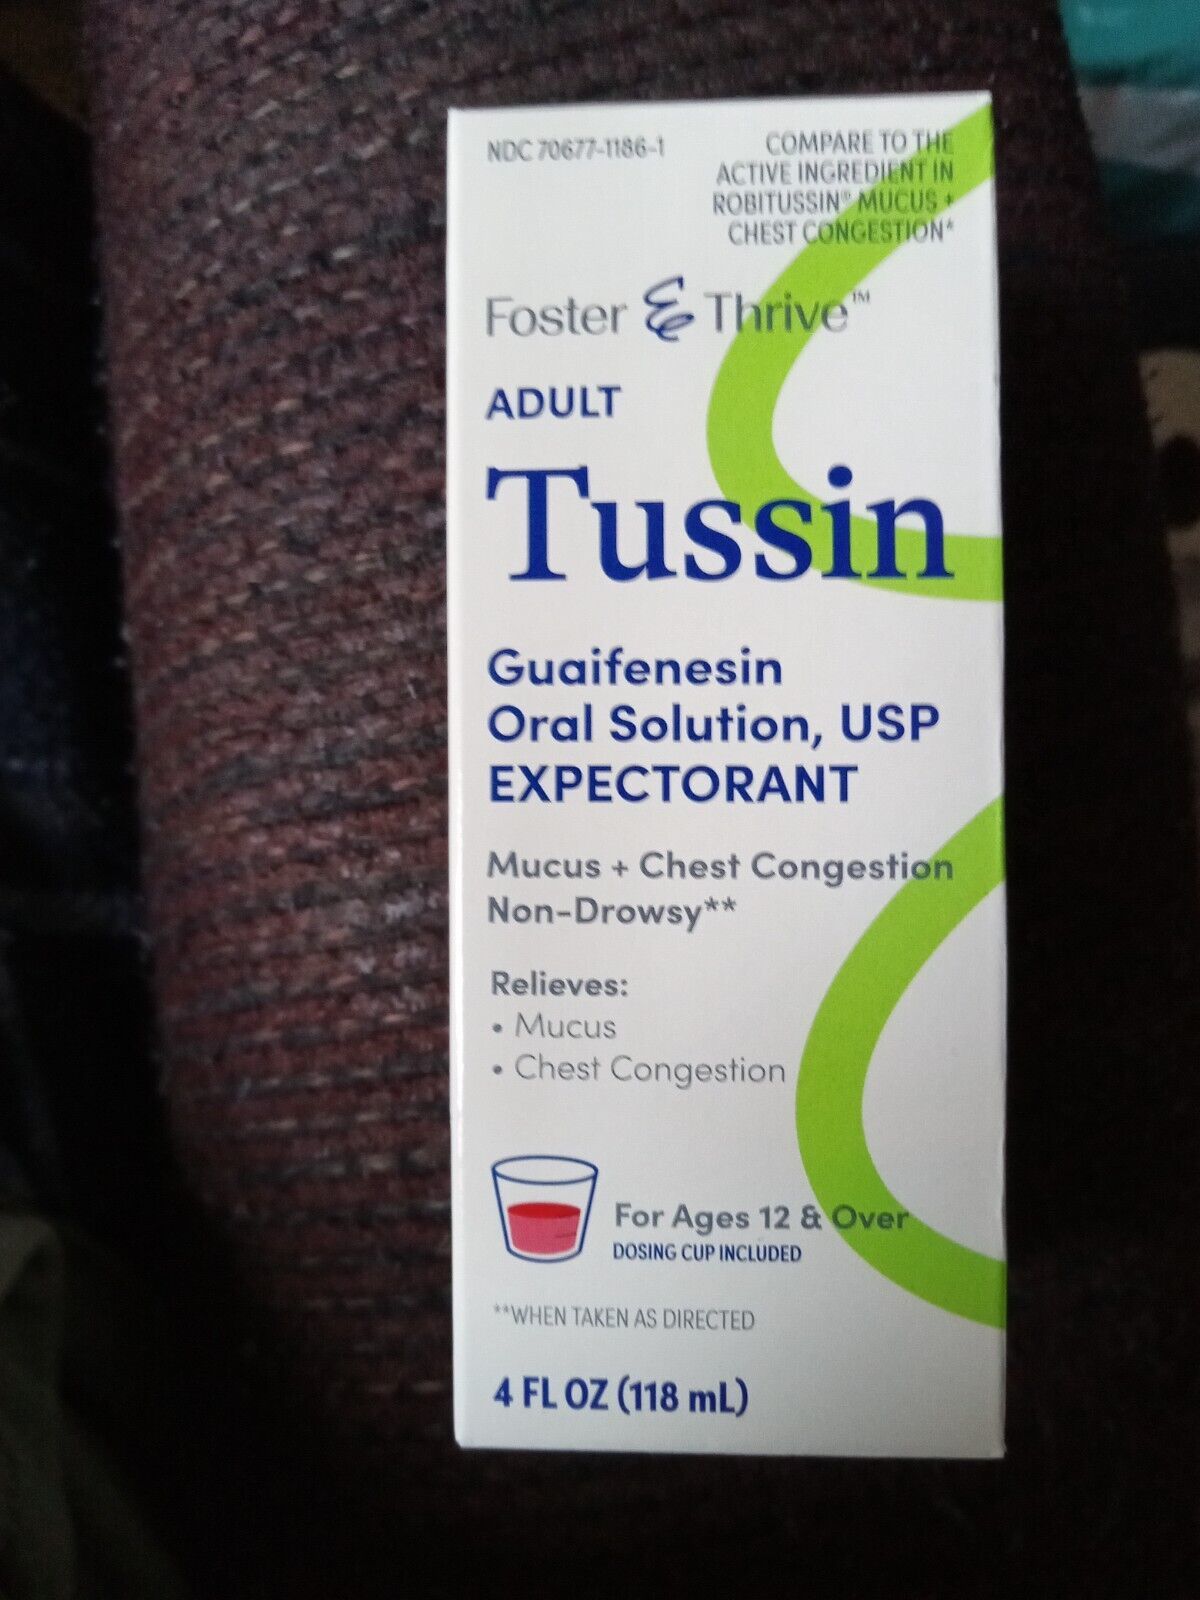 NDC 70677-1186-1
COMPARE TO THE
ACTIVE INGREDIENT IN
ROBITUSSIN® MUCUS +
CHEST CONGESTION*
Foster & Thrive™
ADULT
Tussin
Guaifenesin
Oral Solution, USP
EXPECTORANT
Mucus + Chest Congestion
Non-Drowsy**
Relieves:
• Mucus
• Chest Congestion
For Ages 12 & Over
DOSING CUP INCLUDED
**WHEN TAKEN AS DIRECTED
4 FL OZ (118 mL)